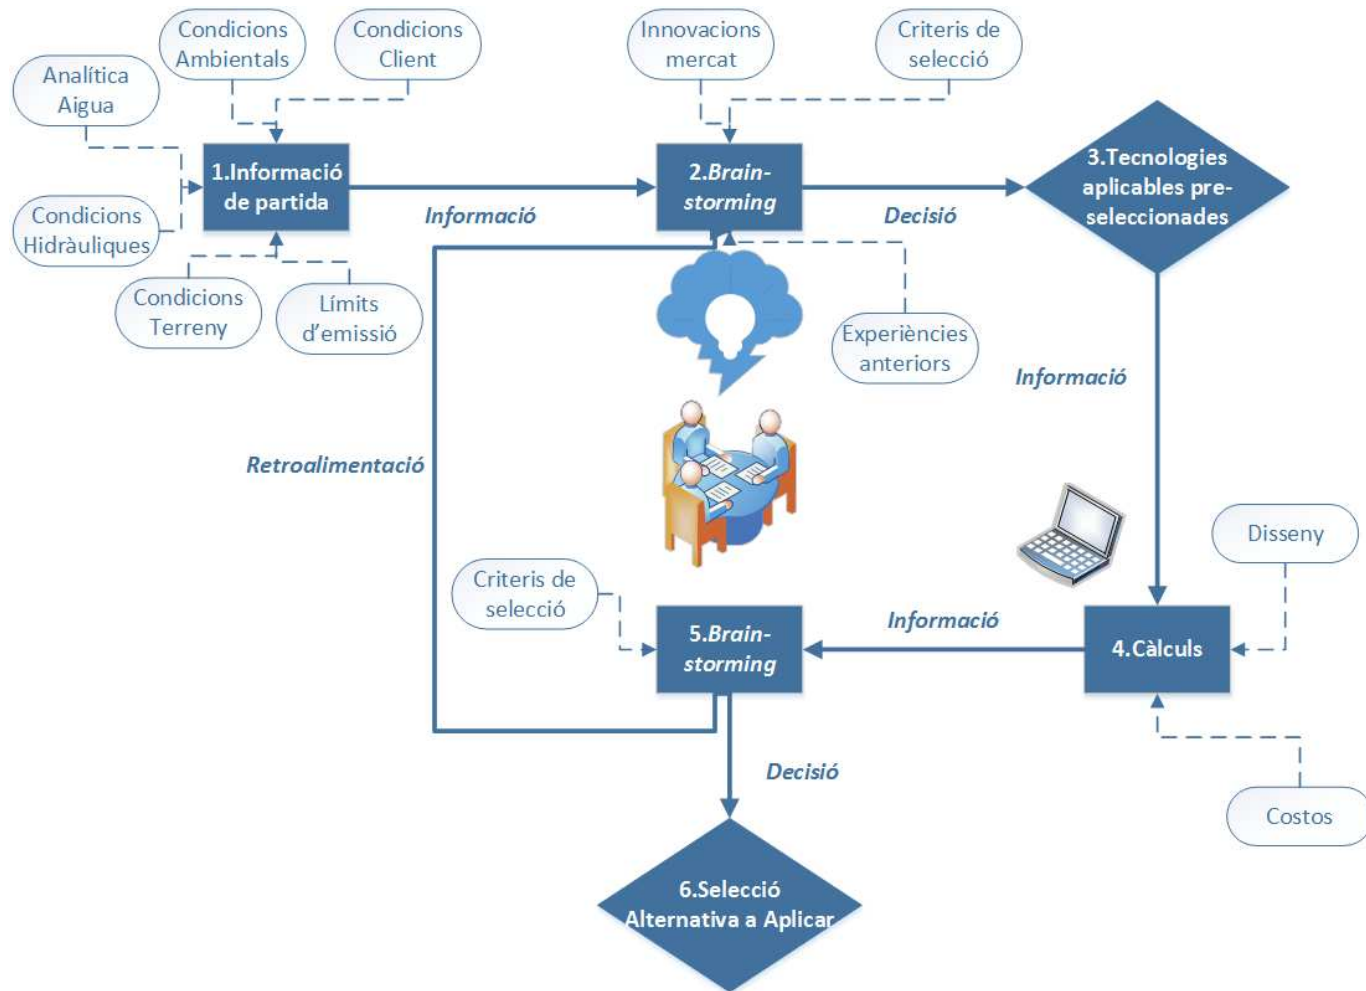 Condicions
Ambientals
Condicions
Client
Innovacions
mercat
Criteris de
selecció
Analítica
Aigua
1.Informació
de partida
2.Brain-
storming
3.Tecnologies
aplicables pre-
seleccionades
Informació
Decisió
Condicions
Hidràuliques
Condicions
Terreny
Límits
d'emissió
Experiències
anteriors
Informació
Retroalimentació
Disseny
Criteris de
selecció
5.Brain-
storming
Informació
4.Càlculs
Decisió
Costos
6.Selecció
Alternativa a Aplicar